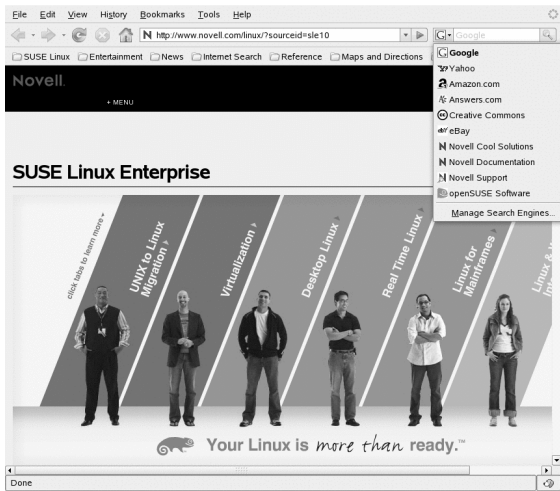 File Edit View History Bookmarks Tools Help
N http://www.novell.com/linux/?sourceid=sle10
G Google
SUSE Linux Entertainment News Internet Search Reference Maps and Directions
Google
Yahoo
Amazon.com
Answers.com
Creative Commons
eBay
Novell Cool Solutions
Novell Documentation
Novell Support
openSUSE Software
Manage Search Engines...
Novell.
+ MENU
SUSE Linux Enterprise
click tabs to learn more
UNIX to Linux
Migration
Virtualization
Desktop Linux
Real Time Linux
Linux for
Mainframes
Linux &
Your Linux is more than ready.™
Done